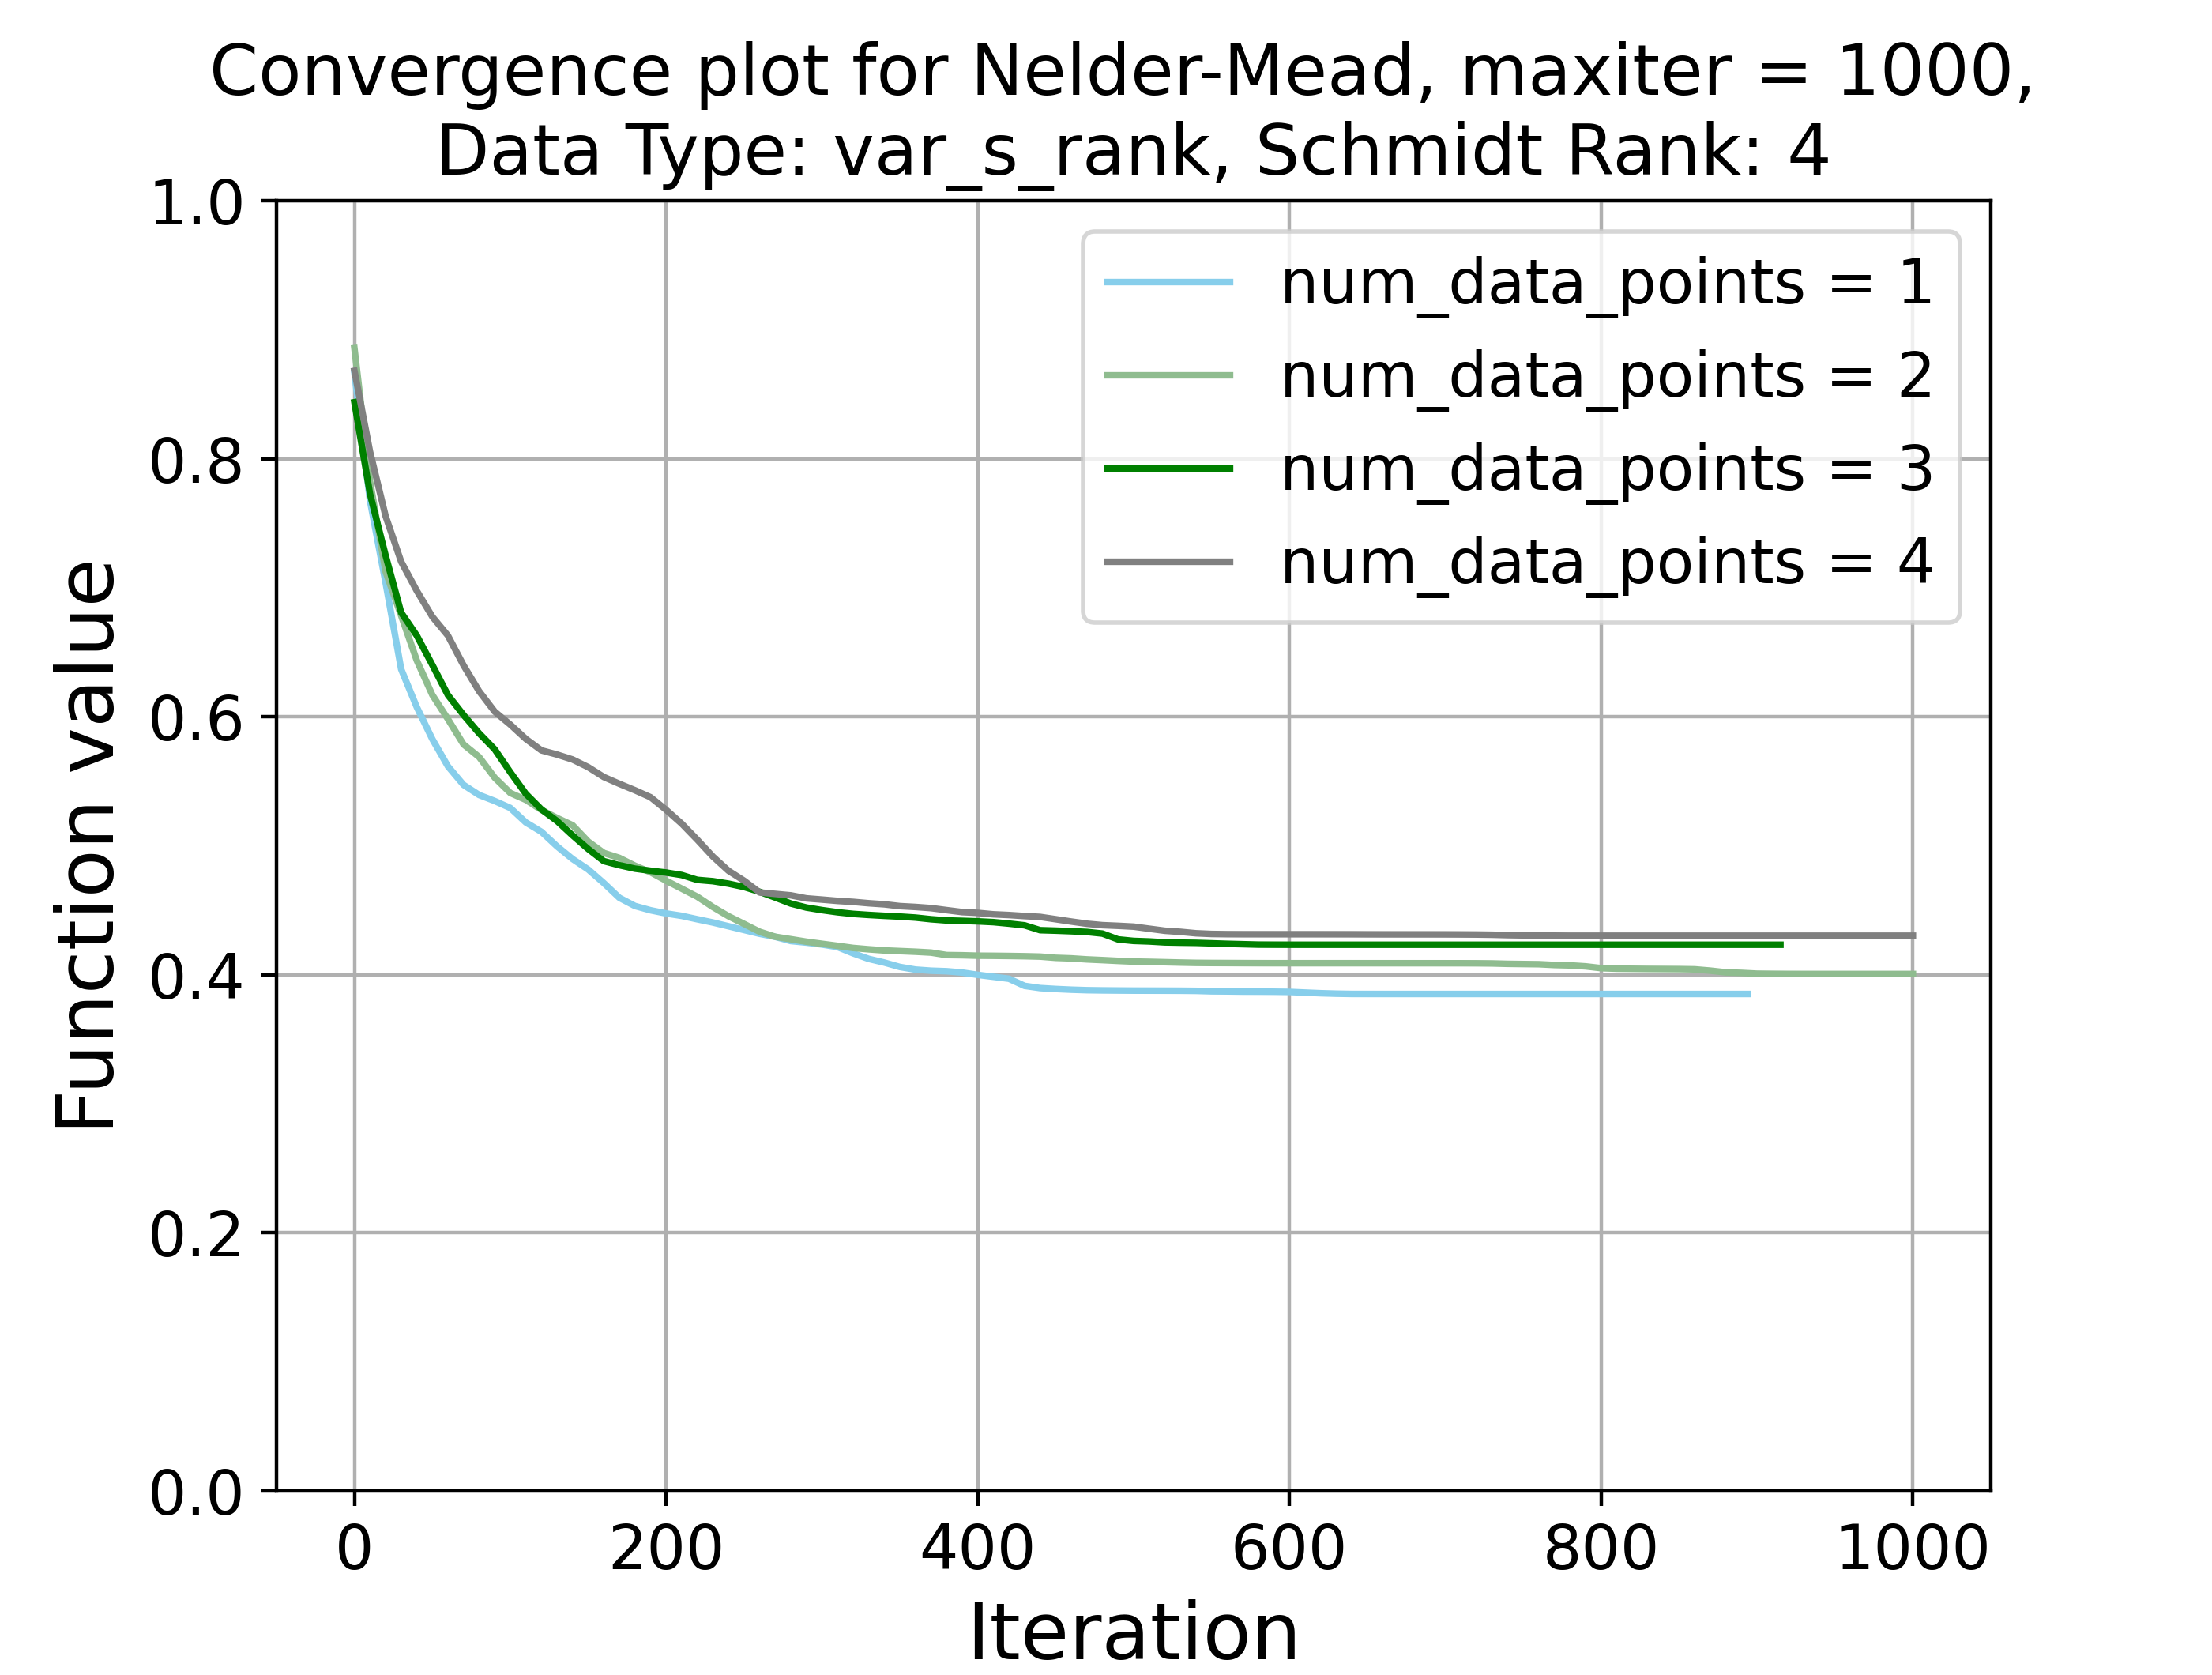 Convergence plot for Nelder-Mead, maxiter = 1000,
Data Type: var_s_rank, Schmidt Rank: 4
1.0
0.8
0.6
0.4
0.2
0.0
Function value
num_data_points = 1
num_data_points = 2
num_data_points = 3
num_data_points = 4
0 200 400 600 800 1000
Iteration